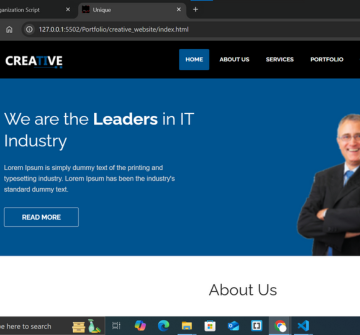 ganization Script
Unique
127.0.0.1:5502/Portfolio/creative_website/index.html
CREATIVE
HOME ABOUT US SERVICES PORTFOLIO
We are the Leaders in IT
Industry
Lorem Ipsum is simply dummy text of the printing and
typesetting industry. Lorem Ipsum has been the industry's
standard dummy text.
READ MORE
About Us
e here to search